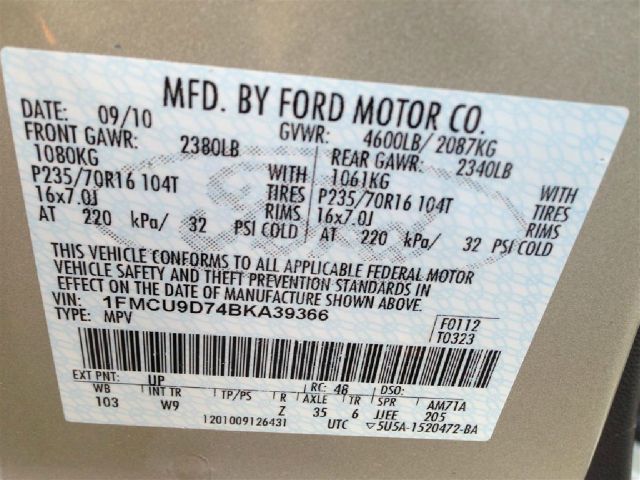 MFD. BY FORD MOTOR CO.
DATE: 09/10 GVWR: 4600LB/ 2087KG
FRONT GAWR: 2380LB REAR GAWR: 2340LB
1080KG WITH 1061KG WITH
P235/70R16 104T TIRES P235/70R16 104T TIRES
16x7.0J RIMS 16x7.0J RIMS
AT 220 kPa/ 32 PSI COLD AT 220 kPa/ 32 PSI COLD
THIS VEHICLE CONFORMS TO ALL APPLICABLE FEDERAL MOTOR
VEHICLE SAFETY AND THEFT PREVENTION STANDARDS IN
EFFECT ON THE DATE OF MANUFACTURE SHOWN ABOVE.
VIN: 1FMCU9D74BKA39366 F0112
TYPE: MPV T0323
EXT PNT: UP RC: 48 DSO:
WB INT TR TP/PS R AXLE TR SPR AM71A
103 W9 Z 35 6 JJEE 205
1201009126431 UTC ▽5U5A-1520472-BA